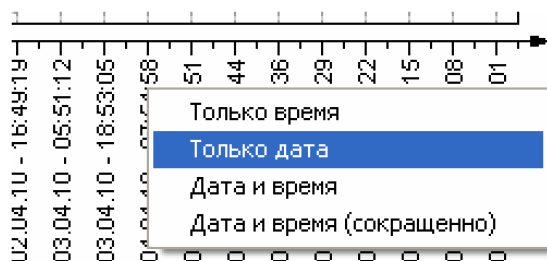 02.04.10 - 16:49:19
03.04.10 - 05:51:12
03.04.10 - 18:53:05
58
51
44
36
29
22
15
08
01
Только время
Только дата
Дата и время
Дата и время (сокращенно)